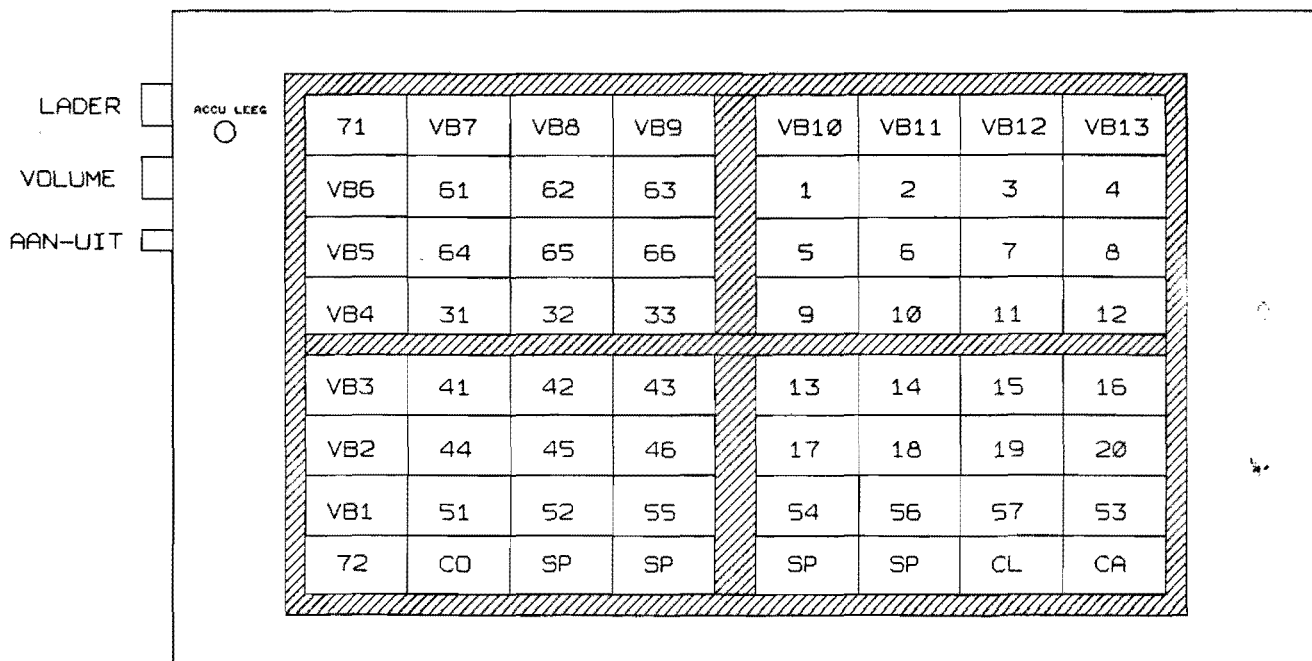 LADER
ACCU LEEG
VOLUME
AAN-UIT
71 VB7 VB8 VB9 VB10 VB11 VB12 VB13
VB6 61 62 63 1 2 3 4
VB5 64 65 66 5 6 7 8
VB4 31 32 33 9 10 11 12
VB3 41 42 43 13 14 15 16
VB2 44 45 46 17 18 19 20
VB1 51 52 55 54 56 57 53
72 CO SP SP SP SP CL CA